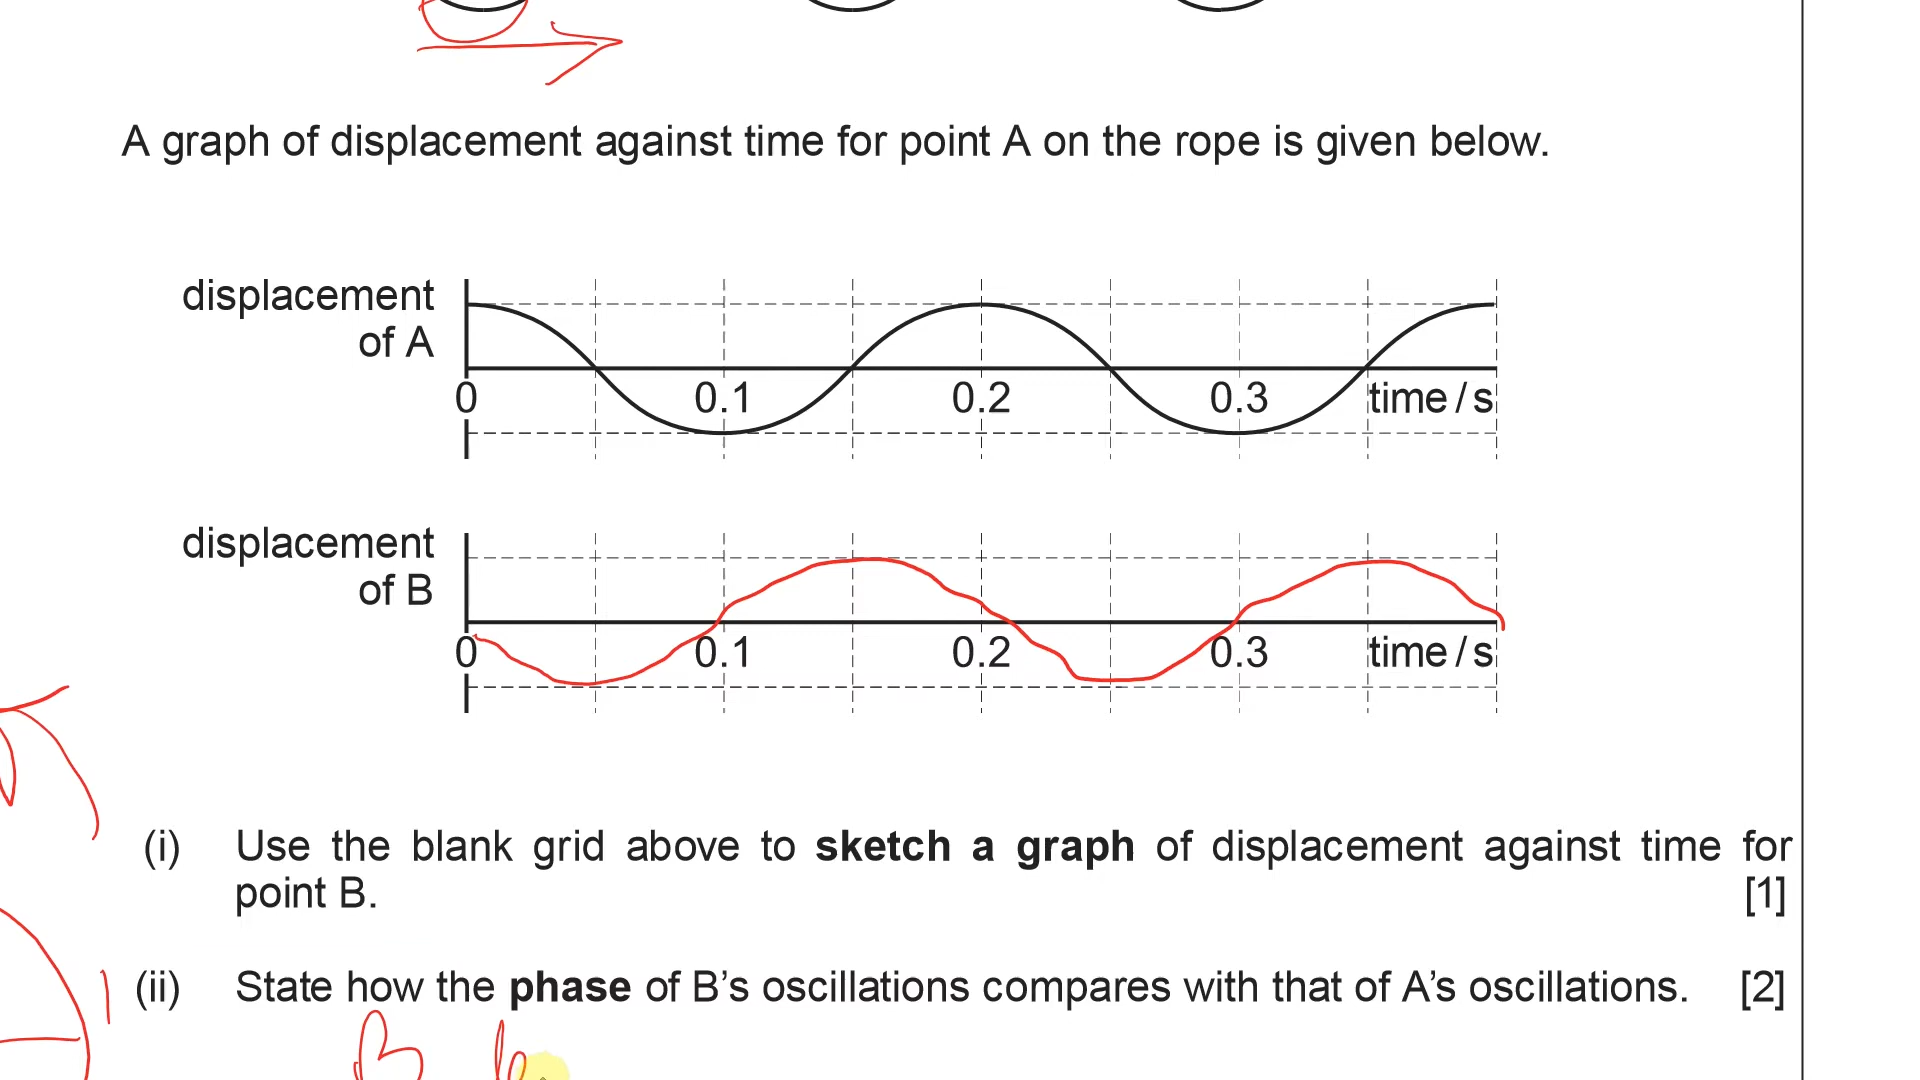 A graph of displacement against time for point A on the rope is given below.
displacement
of A
0 0.1 0.2 0.3 time / s
displacement
of B
0 0.1 0.2 0.3 time / s
(i) Use the blank grid above to sketch a graph of displacement against time for
point B. [1]
(ii) State how the phase of B’s oscillations compares with that of A’s oscillations. [2]
B